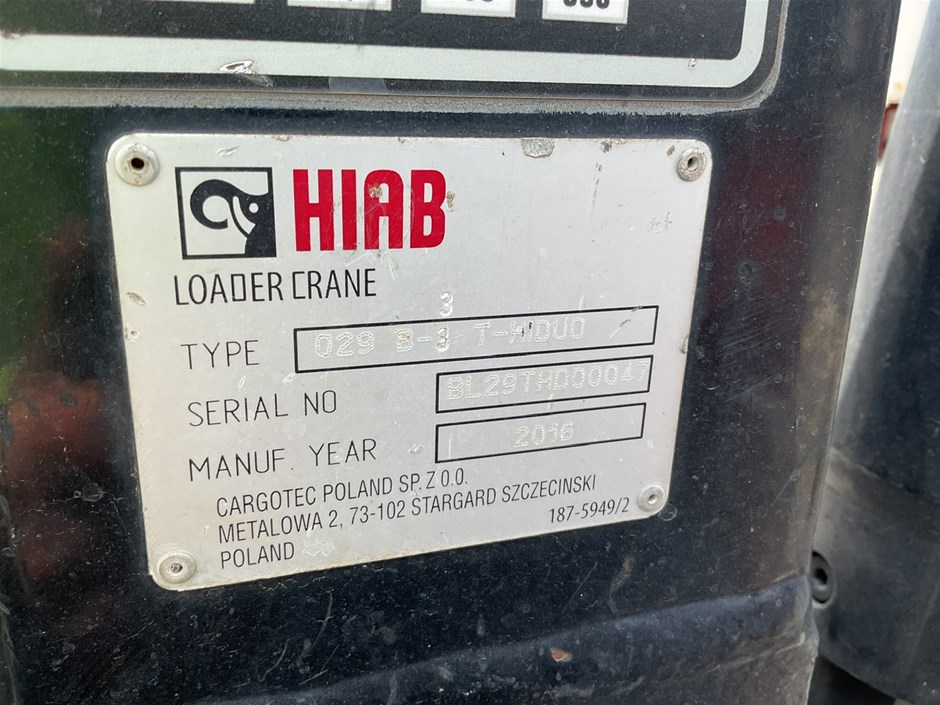 HIAB
LOADER CRANE
3
TYPE 029 B-3 T-HIDUO
SERIAL NO BL29THD00047
MANUF. YEAR 2016
CARGOTEC POLAND SP. Z O.O.
METALOWA 2, 73-102 STARGARD SZCZECINSKI
POLAND
187-5949/2